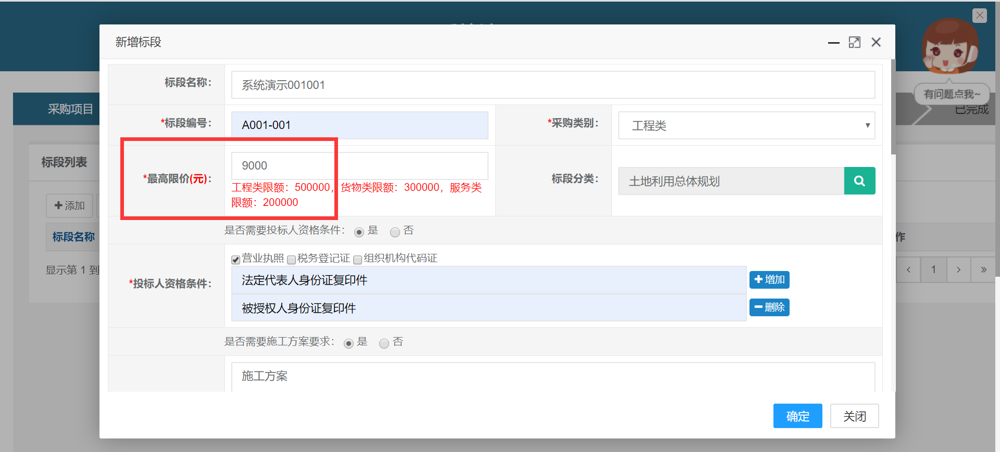 新增标段
标段名称：
系统演示001001
*标段编号：
A001-001
*采购类别：
工程类
*最高限价(元)：
9000
工程类限额：500000，货物类限额：300000，服务类
限额：200000
标段分类：
土地利用总体规划
是否需要投标人资格条件： 是 否
*投标人资格条件：
营业执照 税务登记证 组织机构代码证
法定代表人身份证复印件
增加
被授权人身份证复印件
删除
是否需要施工方案要求： 是 否
施工方案
确定
关闭
采购项目
标段列表
添加
标段名称
显示第 1 到
有问题点我~
已完成
作
‹ 1 › »